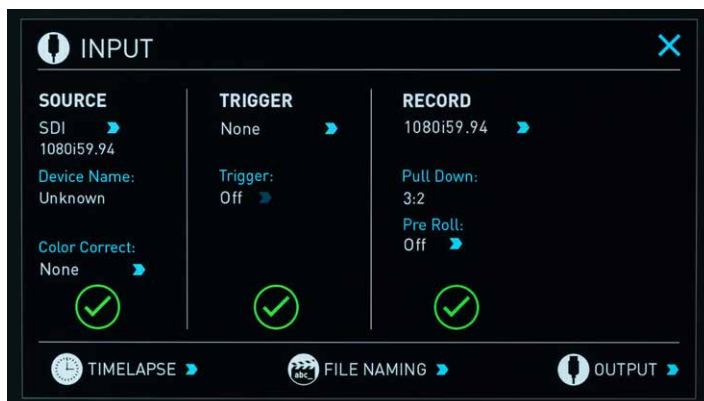 INPUT
SOURCE
SDI
1080i59.94
Device Name:
Unknown
Color Correct:
None
TRIGGER
None
Trigger:
Off
RECORD
1080i59.94
Pull Down:
3:2
Pre Roll:
Off
TIMELAPSE
abc_
FILE NAMING
OUTPUT